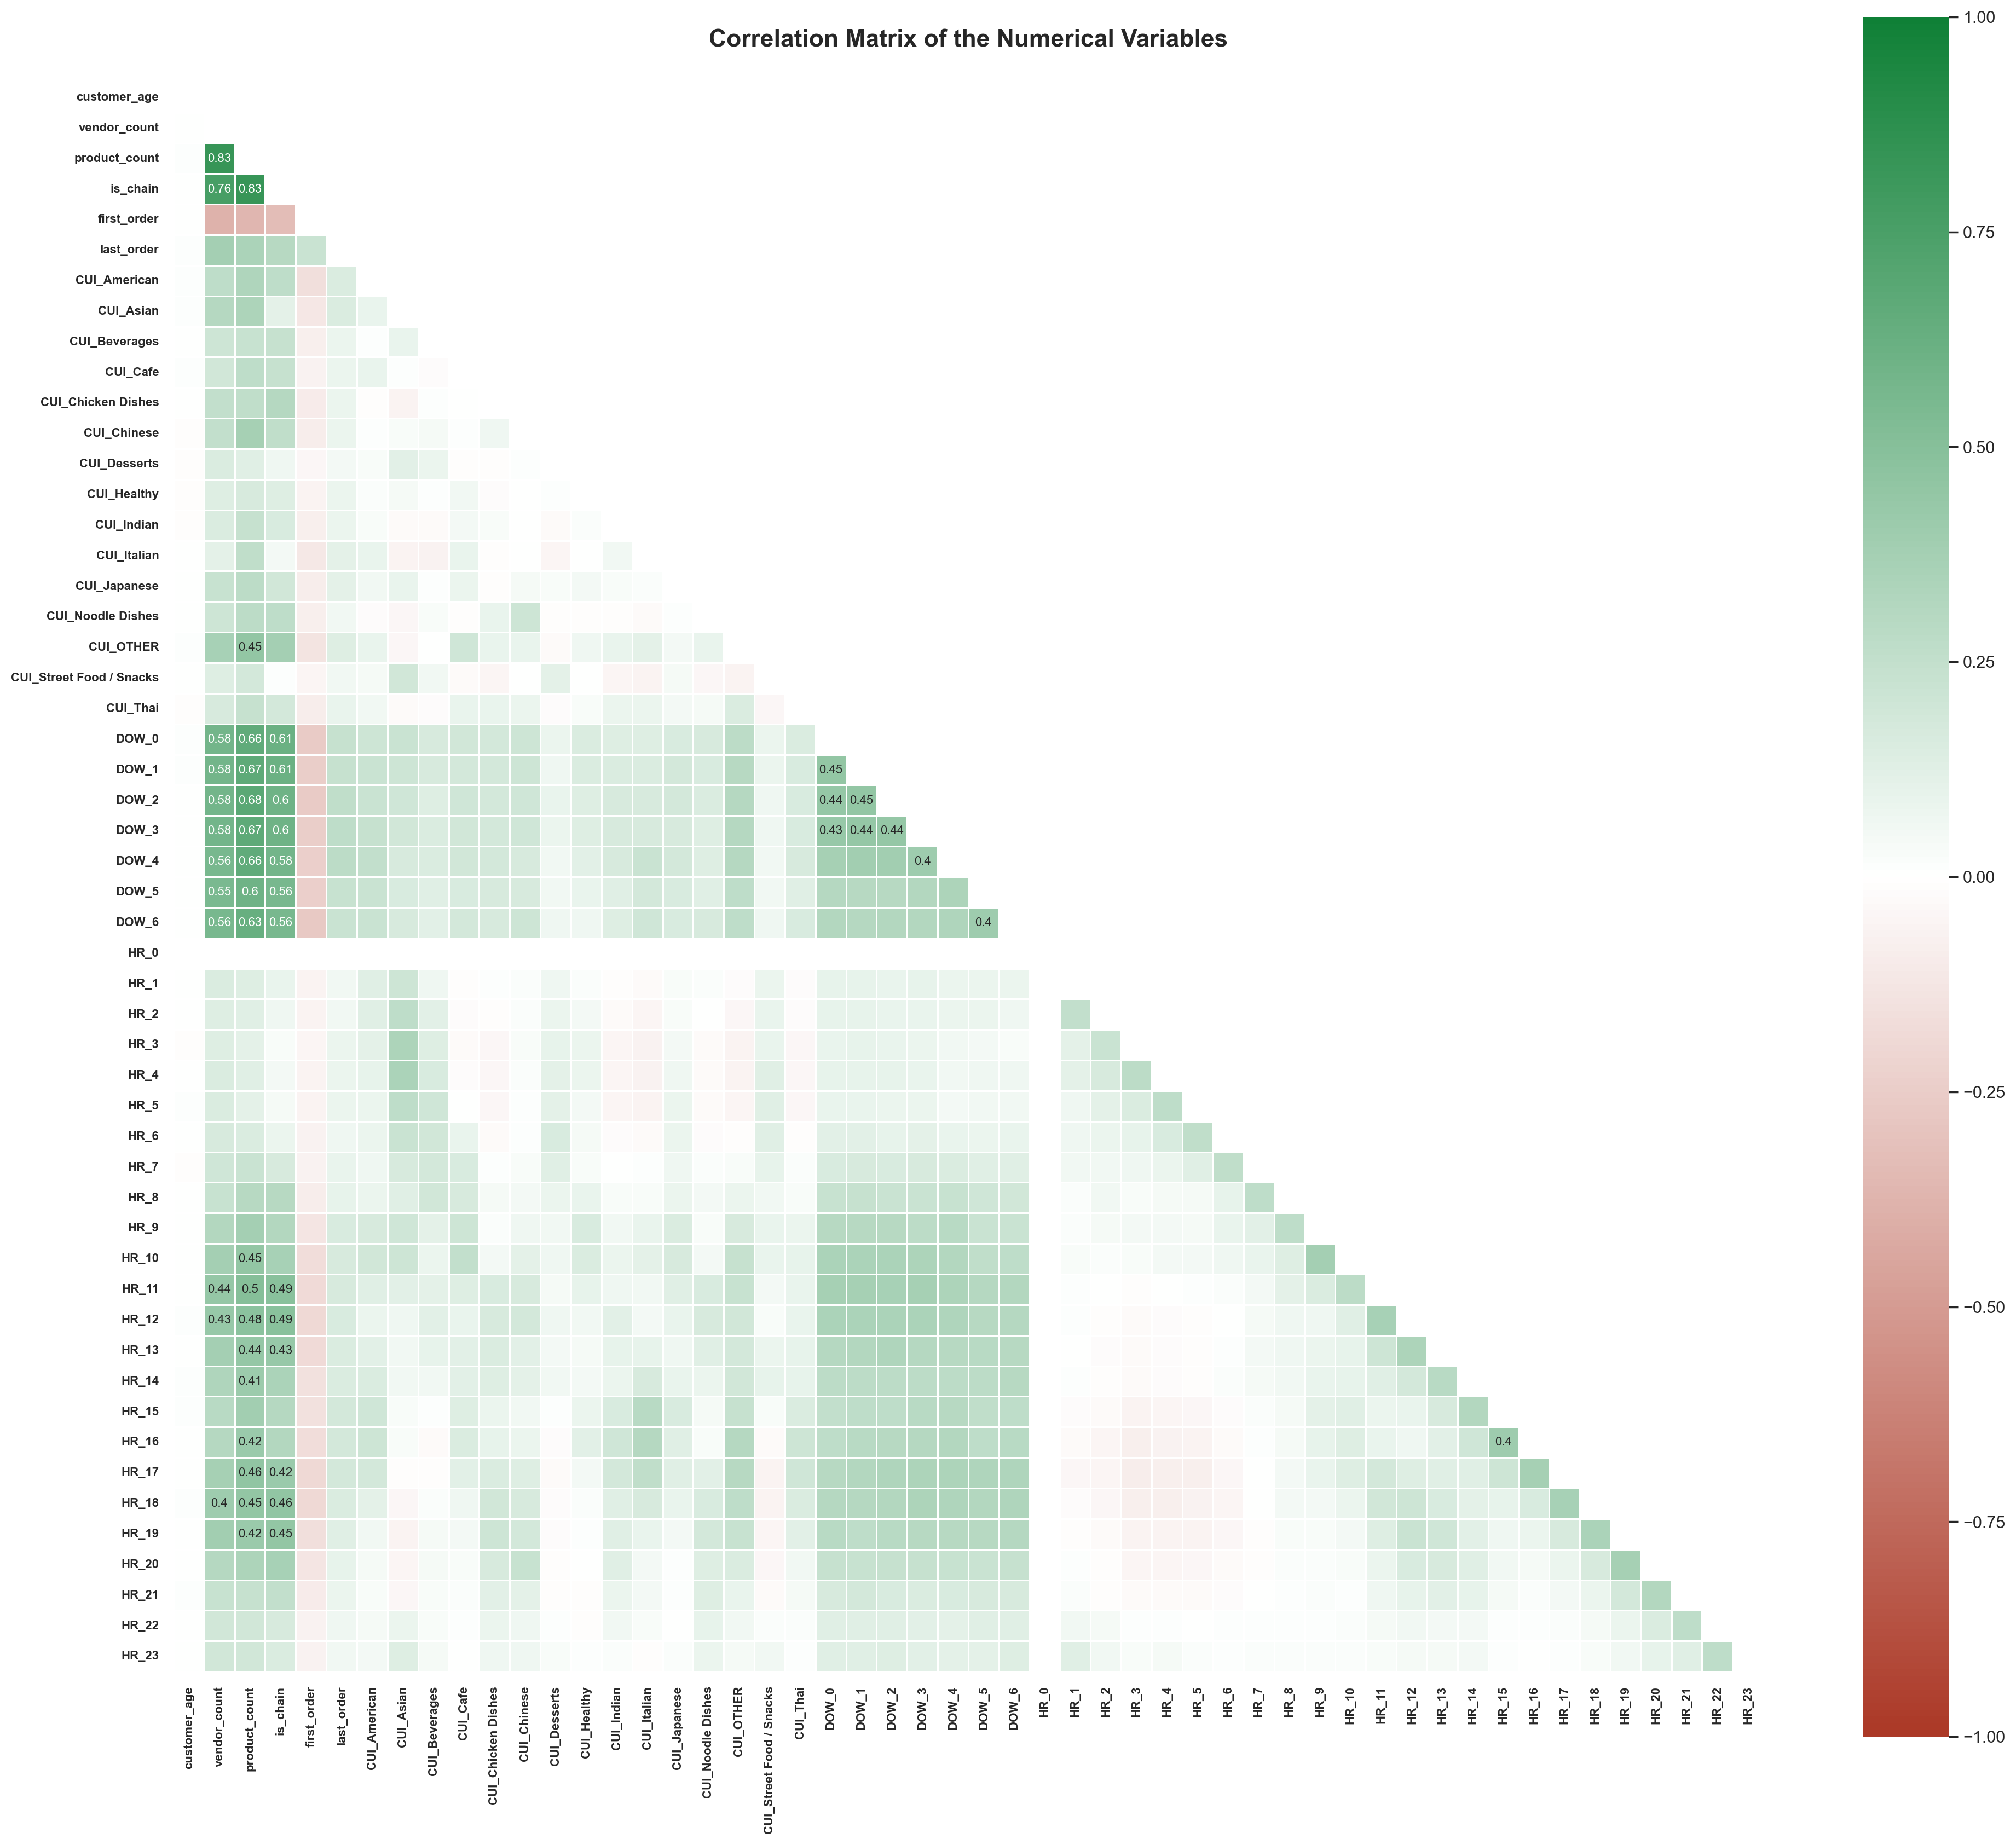 Correlation Matrix of the Numerical Variables
1.00
customer_age
vendor_count
product_count 0.83
is_chain 0.76 0.83
first_order
0.75
last_order
CUI_American
CUI_Asian
CUI_Beverages
CUI_Cafe
CUI_Chicken Dishes
CUI_Chinese
0.50
CUI_Desserts
CUI_Healthy
CUI_Indian
CUI_Italian
CUI_Japanese
CUI_Noodle Dishes
CUI_OTHER 0.45
0.25
CUI_Street Food / Snacks
CUI_Thai
DOW_0 0.58 0.66 0.61
DOW_1 0.58 0.67 0.61 0.45
DOW_2 0.58 0.68 0.6 0.44 0.45
DOW_3 0.58 0.67 0.6 0.43 0.44 0.44
DOW_4 0.56 0.66 0.58 0.4
0.00
DOW_5 0.55 0.6 0.56
DOW_6 0.56 0.63 0.56 0.4
HR_0
HR_1
HR_2
HR_3
HR_4
−0.25
HR_5
HR_6
HR_7
HR_8
HR_9
HR_10 0.45
HR_11 0.44 0.5 0.49
−0.50
HR_12 0.43 0.48 0.49
HR_13 0.44 0.43
HR_14 0.41
HR_15
HR_16 0.42 0.4
HR_17 0.46 0.42
HR_18 0.4 0.45 0.46
−0.75
HR_19 0.42 0.45
HR_20
HR_21
HR_22
HR_23
−1.00
customer_age
vendor_count
product_count
is_chain
first_order
last_order
CUI_American
CUI_Asian
CUI_Beverages
CUI_Cafe
CUI_Chicken Dishes
CUI_Chinese
CUI_Desserts
CUI_Healthy
CUI_Indian
CUI_Italian
CUI_Japanese
CUI_Noodle Dishes
CUI_OTHER
CUI_Street Food / Snacks
CUI_Thai
DOW_0
DOW_1
DOW_2
DOW_3
DOW_4
DOW_5
DOW_6
HR_0
HR_1
HR_2
HR_3
HR_4
HR_5
HR_6
HR_7
HR_8
HR_9
HR_10
HR_11
HR_12
HR_13
HR_14
HR_15
HR_16
HR_17
HR_18
HR_19
HR_20
HR_21
HR_22
HR_23